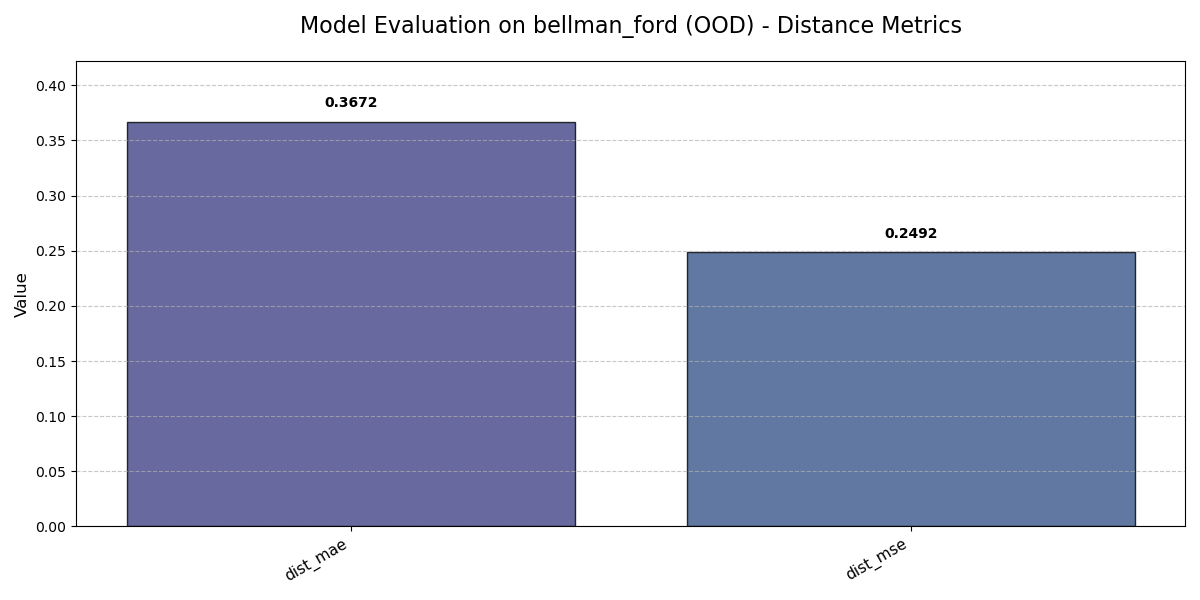 Model Evaluation on bellman_ford (OOD) - Distance Metrics
0.40
0.35
0.30
0.25
0.20
0.15
0.10
0.05
0.00
Value
0.3672
0.2492
dist_mae
dist_mse